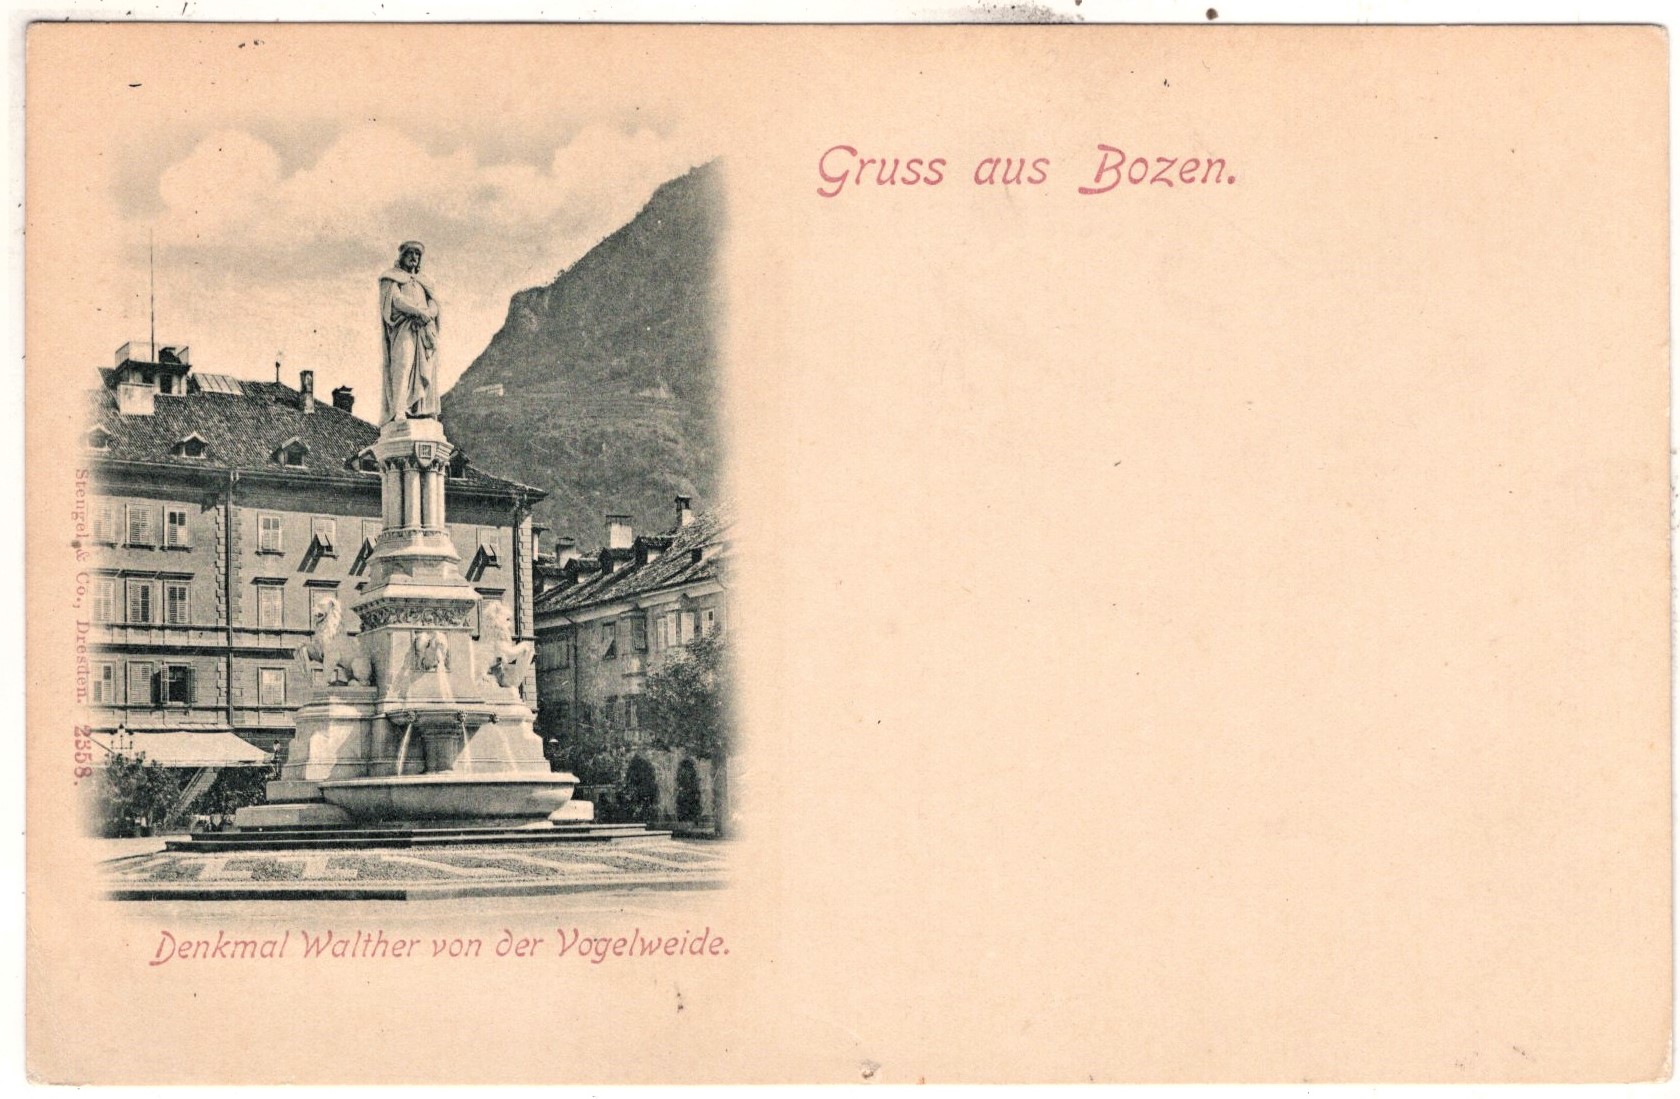 Gruss aus Bozen.
Stengel & Co., Dresden. 2358.
Denkmal Walther von der Vogelweide.